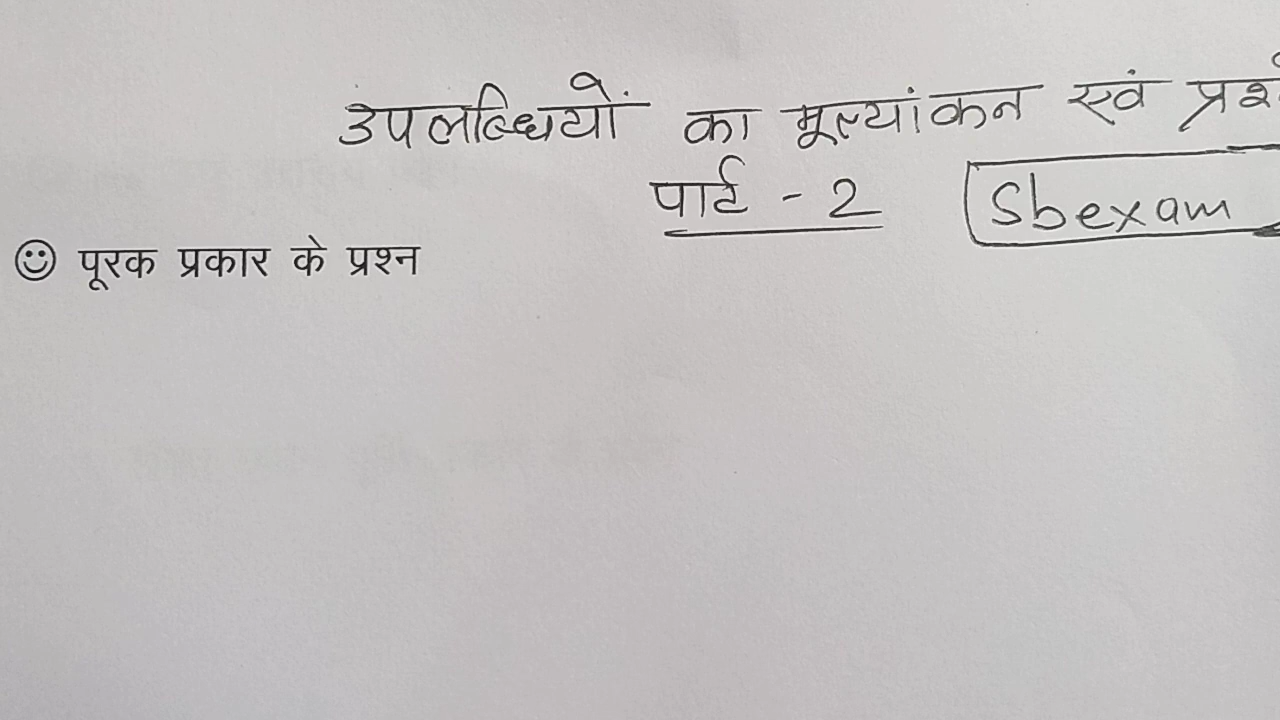 उपलब्धियों का मूल्यांकन एवं
पार्ट - 2 Sbexam
☺ पूरक प्रकार के प्रश्न